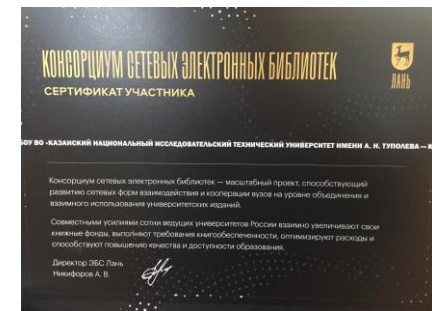 КОНСОРЦИУМ СЕТЕВЫХ ЭЛЕКТРОННЫХ БИБЛИОТЕК
СЕРТИФИКАТ УЧАСТНИКА
ЛАНЬ
БОУ ВО «КАЗАНСКИЙ НАЦИОНАЛЬНЫЙ ИССЛЕДОВАТЕЛЬСКИЙ ТЕХНИЧЕСКИЙ УНИВЕРСИТЕТ ИМЕНИ А. Н. ТУПОЛЕВА — К
Консорциум сетевых электронных библиотек — масштабный проект, способствующий
развитию сетевых форм взаимодействия и кооперации вузов на уровне объединения и
взаимного использования университетских изданий.
Совместными усилиями сотни ведущих университетов России взаимно увеличивают свои
книжные фонды, выполняют требования книгообеспеченности, оптимизируют расходы и
способствуют повышению качества и доступности образования.
Директор ЭБС Лань
Никифоров А. В.